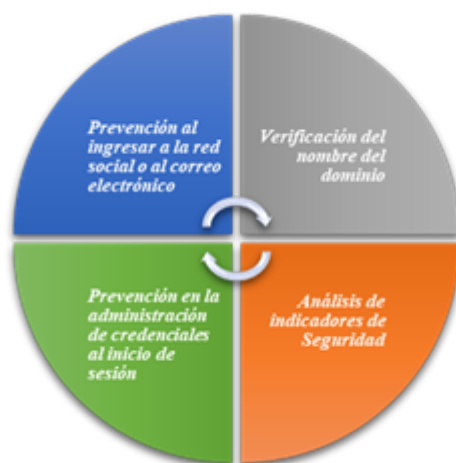 Prevención al
ingresar a la red
social o al correo
electrónico
Verificación del
nombre del
dominio
Prevención en la
administración
de credenciales
al inicio de
sesión
Análisis de
indicadores de
Seguridad